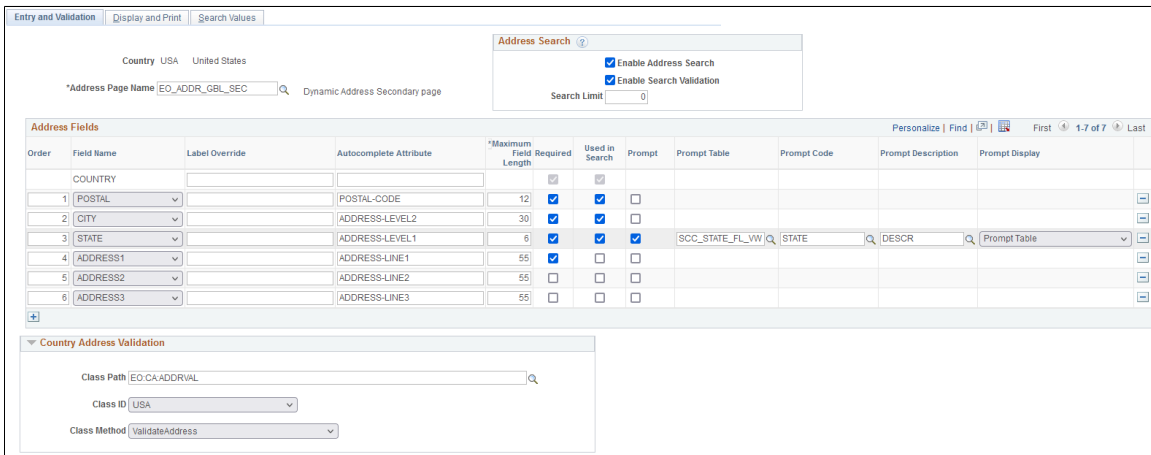 Entry and Validation Display and Print Search Values
Address Search
Country USA United States
Enable Address Search
Enable Search Validation
*Address Page Name EO_ADDR_GBL_SEC Dynamic Address Secondary page
Search Limit 0
Address Fields Personalize | Find | First 1-7 of 7 Last
Order Field Name Label Override Autocomplete Attribute *Maximum Field Length Required Used in Search Prompt Prompt Table Prompt Code Prompt Description Prompt Display
COUNTRY
1 POSTAL POSTAL-CODE 12
2 CITY ADDRESS-LEVEL2 30
3 STATE ADDRESS-LEVEL1 6 SCC_STATE_FL_VW STATE DESCR Prompt Table
4 ADDRESS1 ADDRESS-LINE1 55
5 ADDRESS2 ADDRESS-LINE2 55
6 ADDRESS3 ADDRESS-LINE3 55
Country Address Validation
Class Path EO:CA:ADDRVAL
Class ID USA
Class Method ValidateAddress